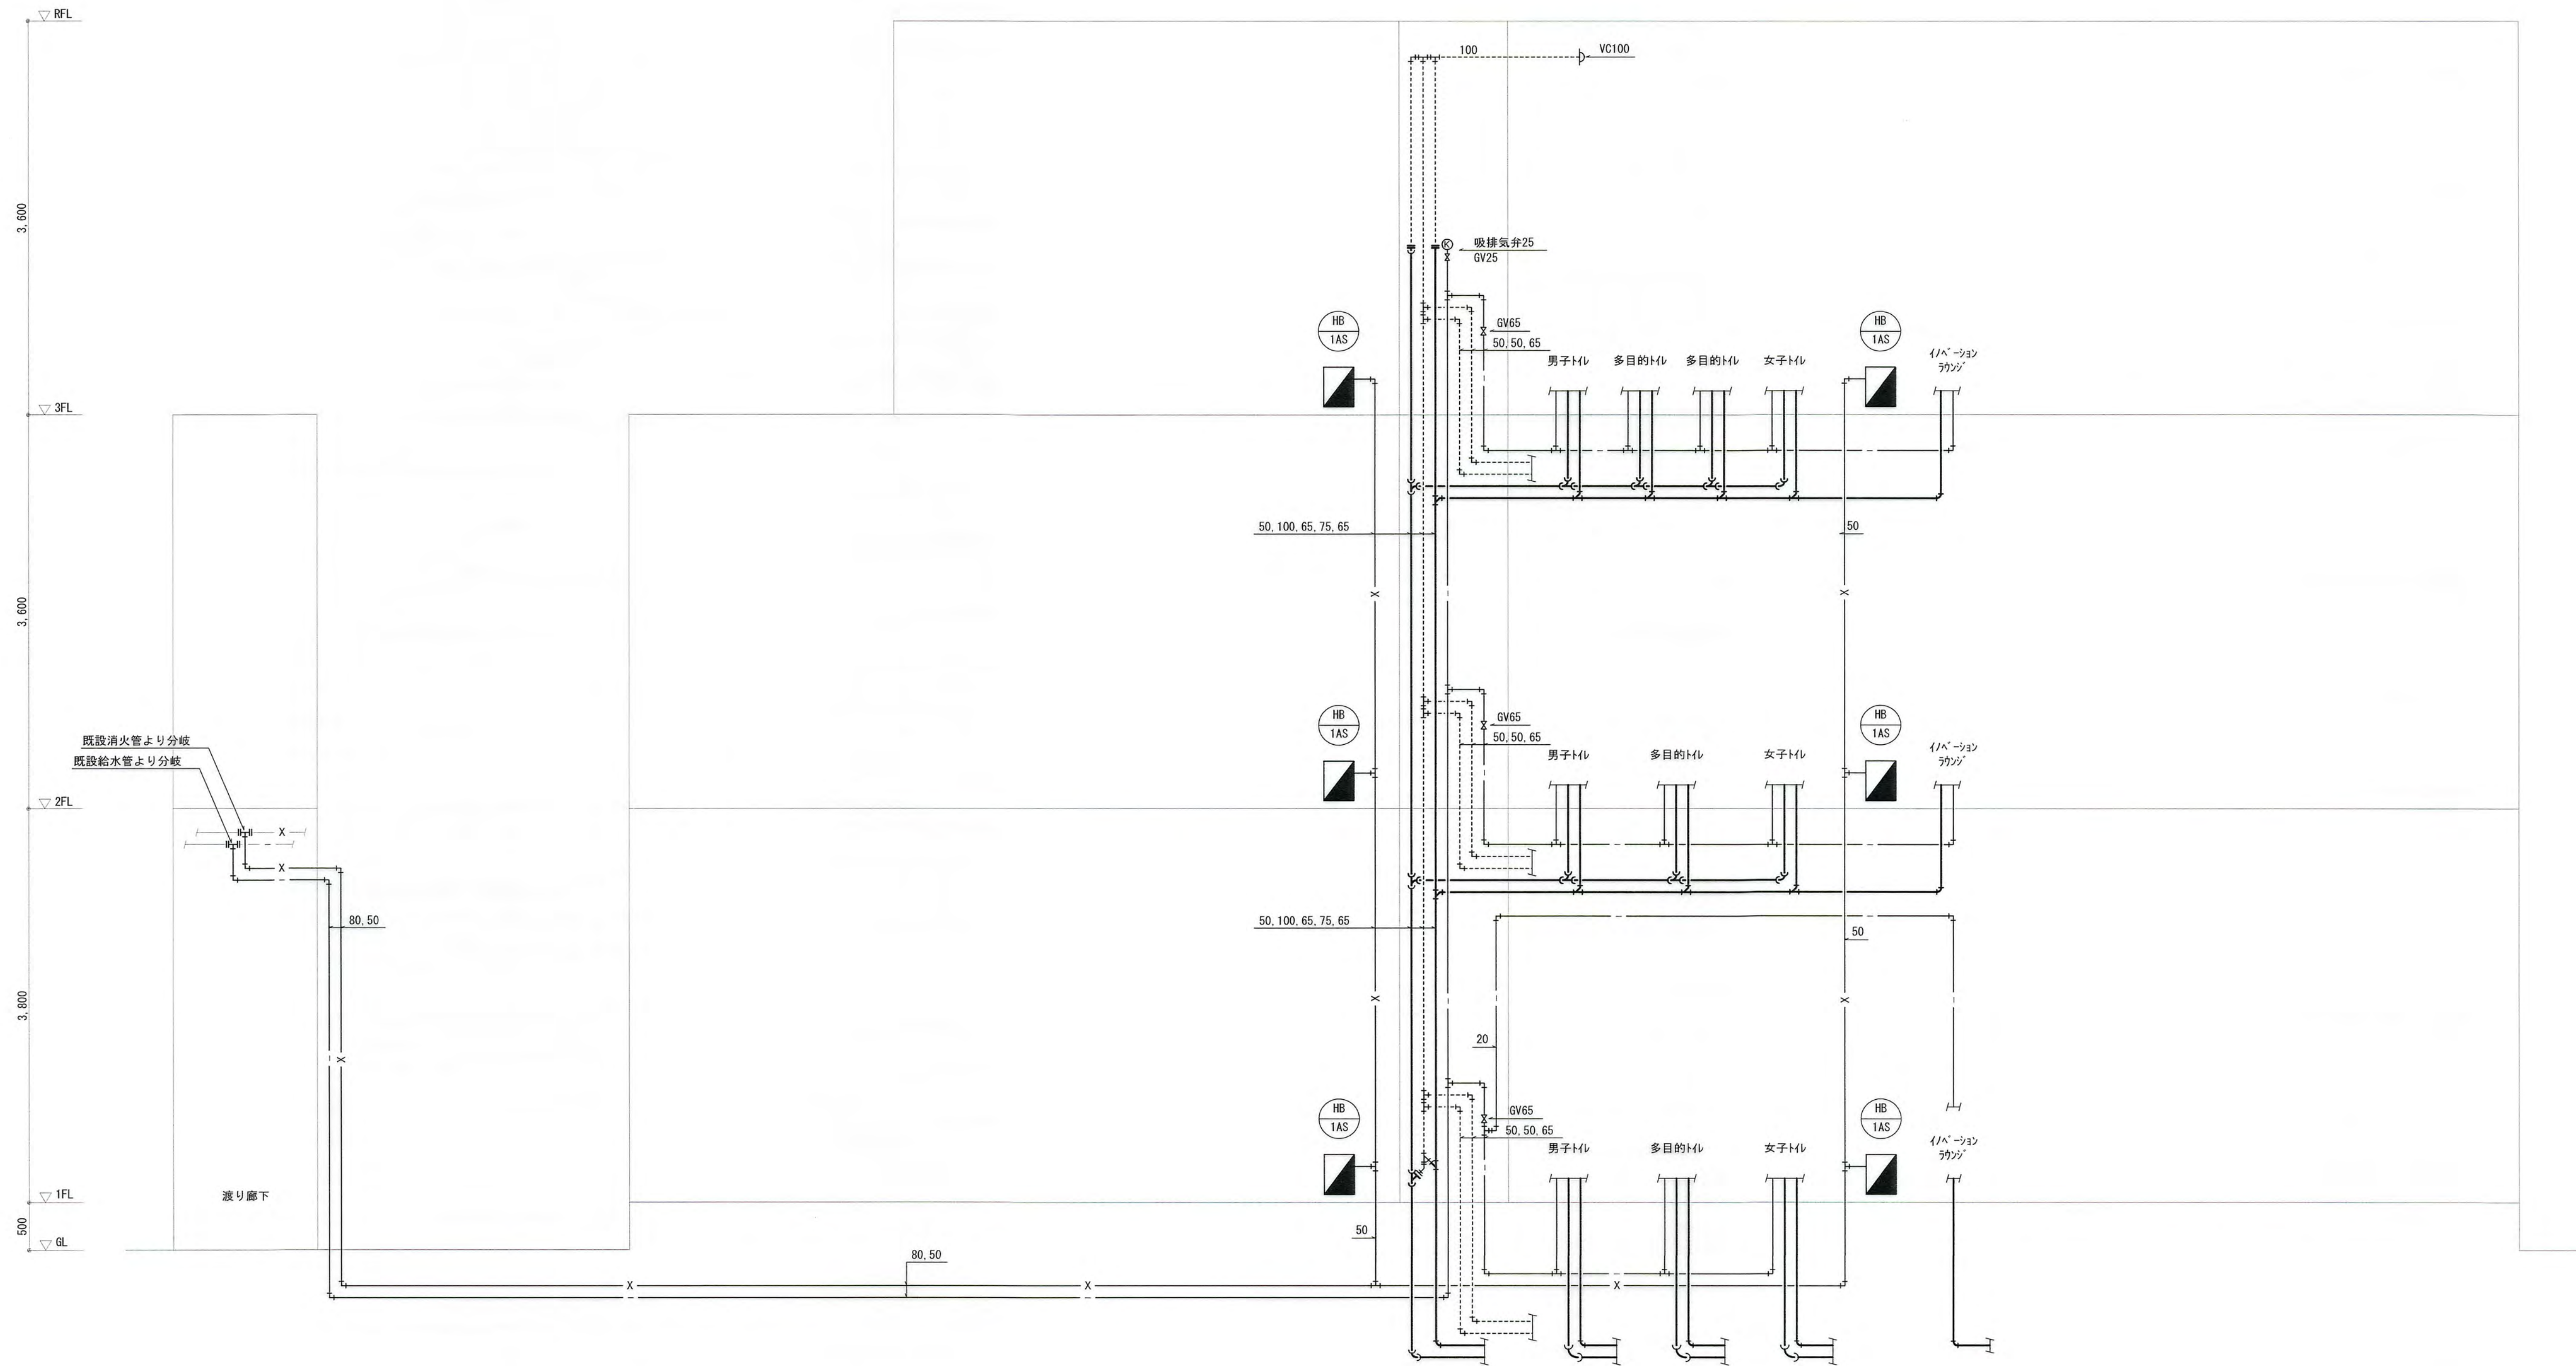 RFL
100
VC100
3,600
吸排気弁25
GV25
HB
1AS
GV65
50,50,65
男子ﾄｲﾚ
多目的ﾄｲﾚ
多目的ﾄｲﾚ
女子ﾄｲﾚ
HB
1AS
ｲﾉﾍﾞｰｼｮﾝ
ﾗｳﾝｼﾞ
3FL
50,100,65,75,65
50
X
X
3,600
HB
1AS
GV65
50,50,65
男子ﾄｲﾚ
多目的ﾄｲﾚ
女子ﾄｲﾚ
HB
1AS
ｲﾉﾍﾞｰｼｮﾝ
ﾗｳﾝｼﾞ
既設消火管より分岐
既設給水管より分岐
2FL
X
X
80,50
50,100,65,75,65
50
3,800
X
X
X
20
HB
1AS
GV65
50,50,65
男子ﾄｲﾚ
多目的ﾄｲﾚ
女子ﾄｲﾚ
HB
1AS
ｲﾉﾍﾞｰｼｮﾝ
ﾗｳﾝｼﾞ
1FL
渡り廊下
500
GL
50
80,50
X
X
X